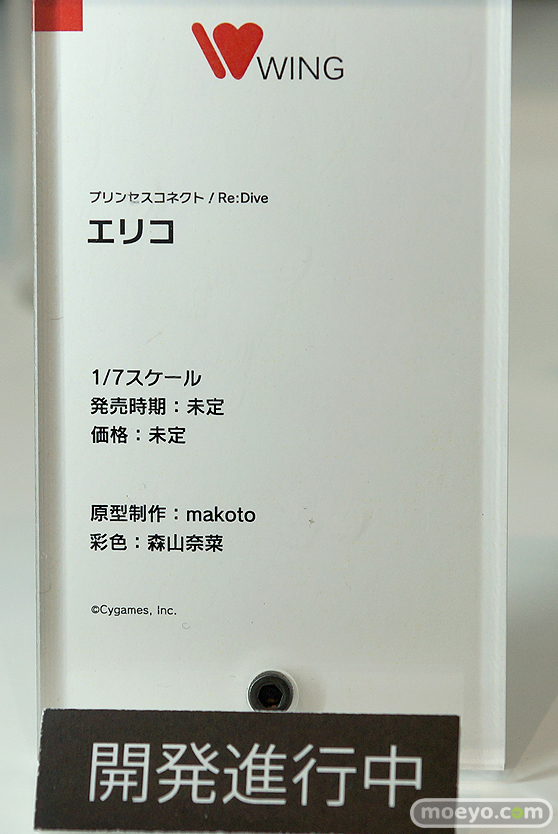 WING
プリンセスコネクト / Re:Dive
エリコ
1/7スケール
発売時期：未定
価格：未定
原型制作：makoto
彩色：森山奈菜
©Cygames, Inc.
開発進行中
moeyo.com